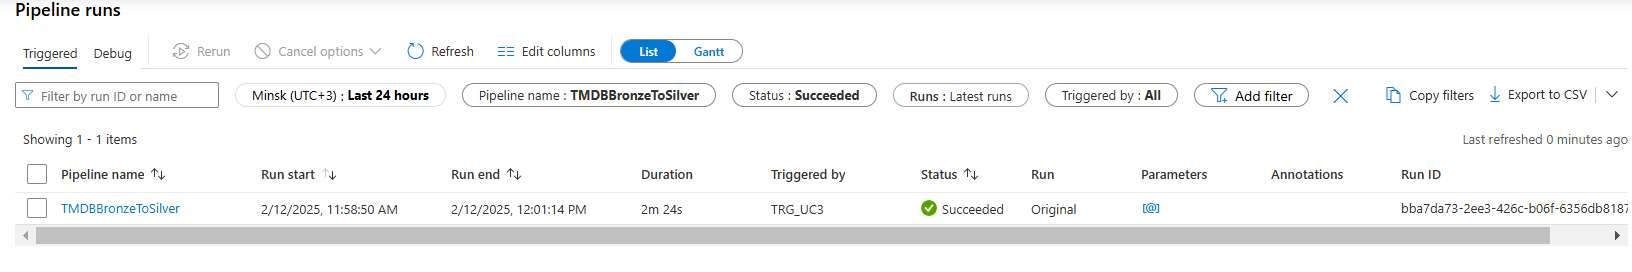 Pipeline runs
Triggered Debug Rerun Cancel options Refresh Edit columns List Gantt
Filter by run ID or name Minsk (UTC+3) : Last 24 hours Pipeline name : TMDBBronzeToSilver Status : Succeeded Runs : Latest runs Triggered by : All Add filter Copy filters Export to CSV
Showing 1 - 1 items Last refreshed 0 minutes ago
Pipeline name Run start Run end Duration Triggered by Status Run Parameters Annotations Run ID
TMDBBronzeToSilver 2/12/2025, 11:58:50 AM 2/12/2025, 12:01:14 PM 2m 24s TRG_UC3 Succeeded Original [@] bba7da73-2ee3-426c-b06f-6356db8187